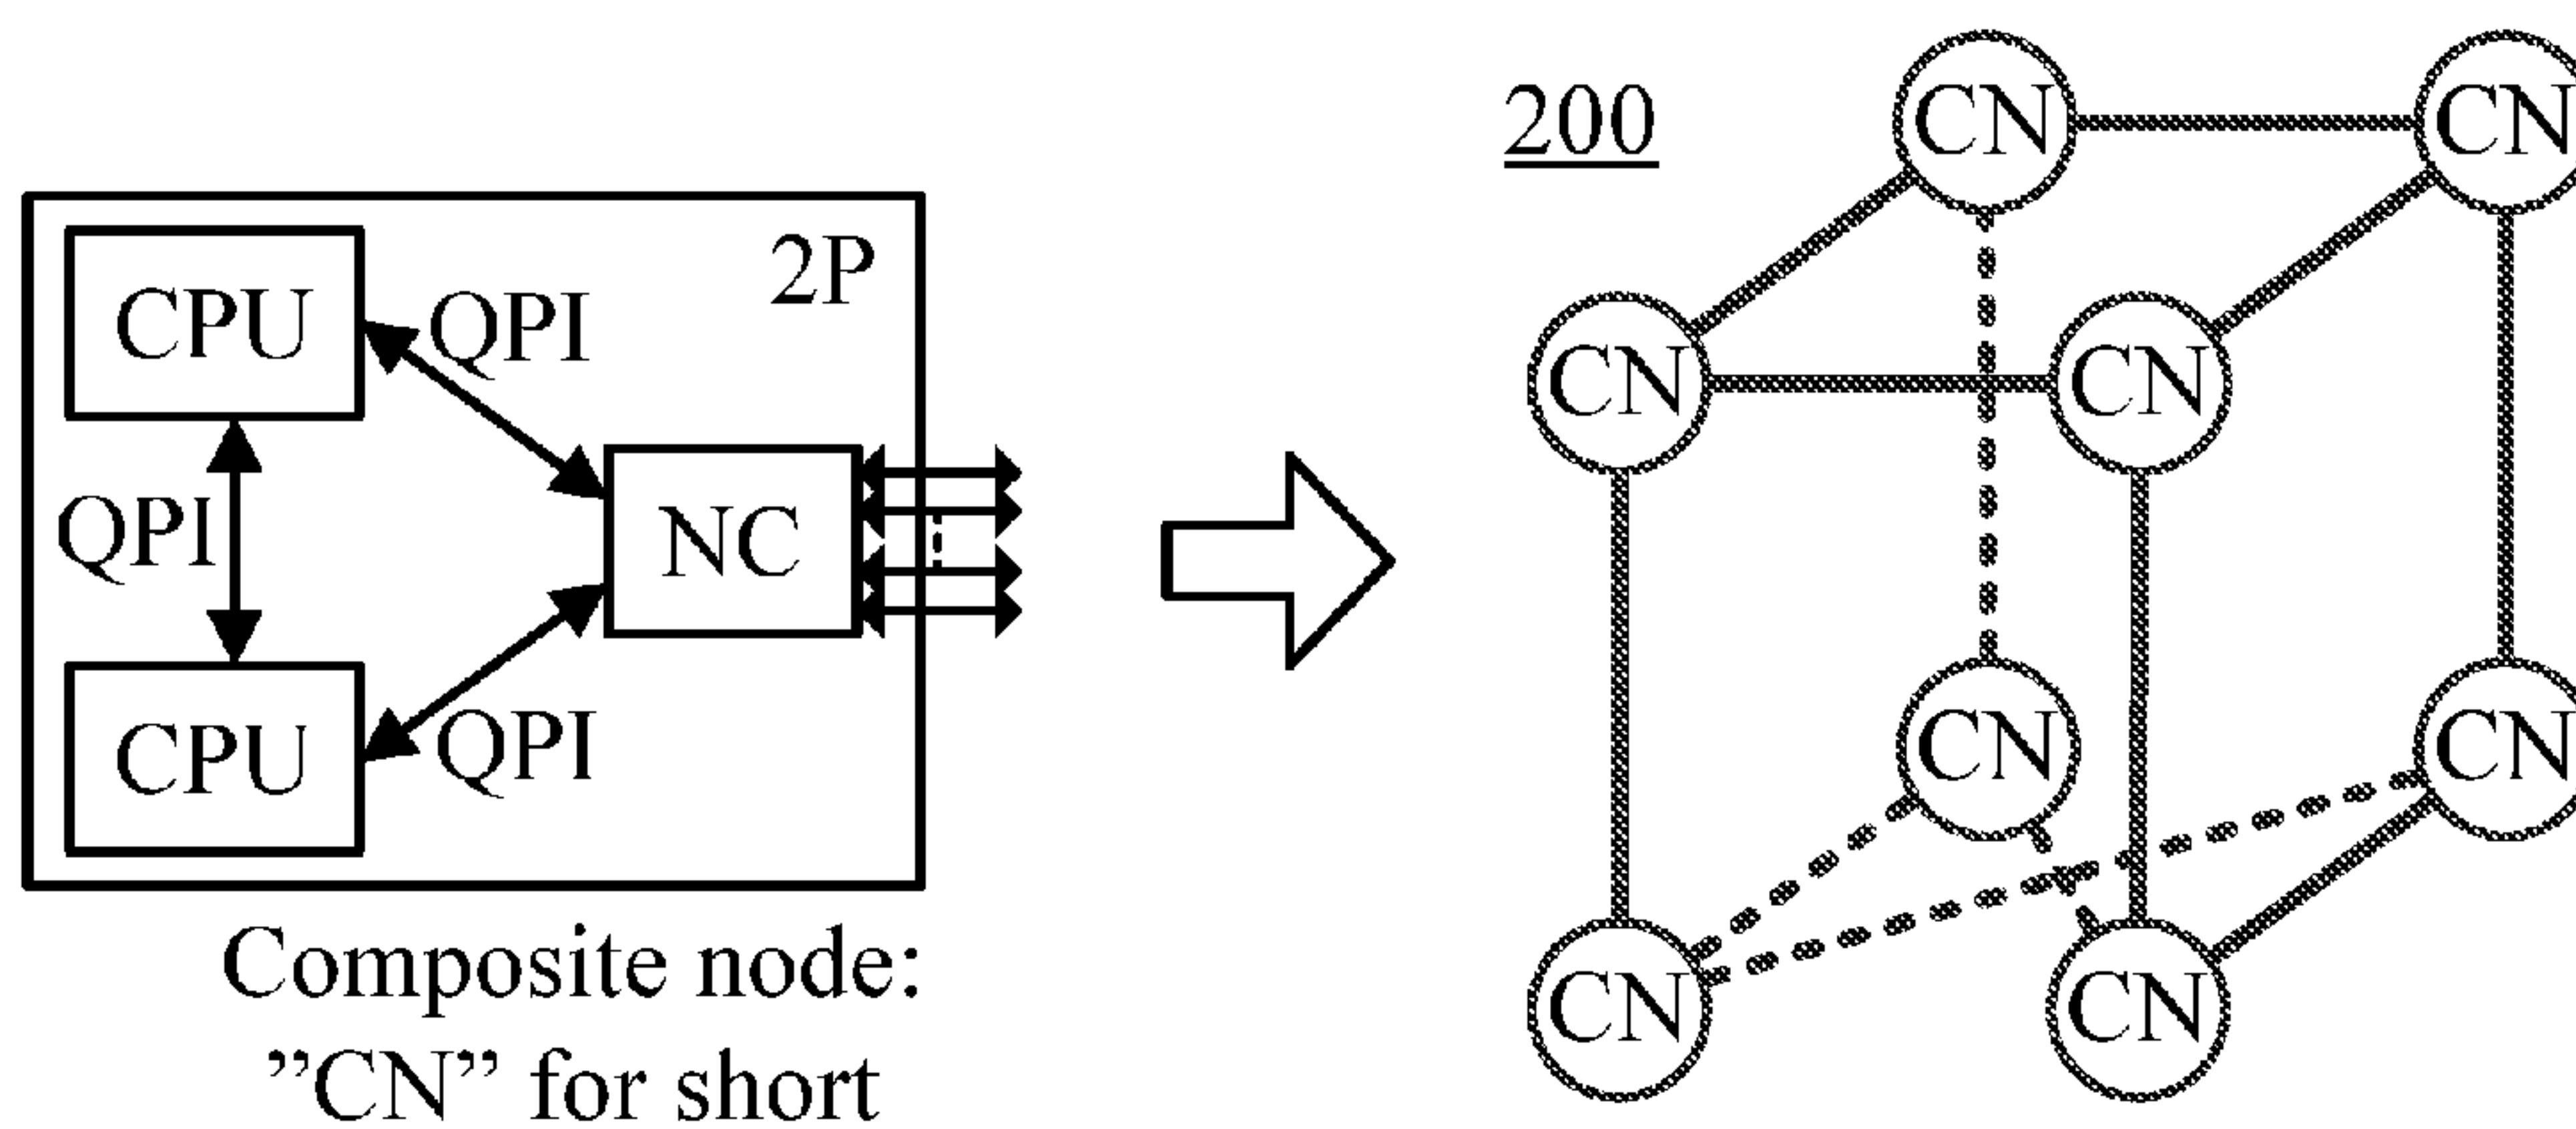 2P
CPU
QPI
QPI
NC
CPU
QPI
Composite node:
”CN” for short
200
CN
CN
CN
CN
CN
CN
CN
CN